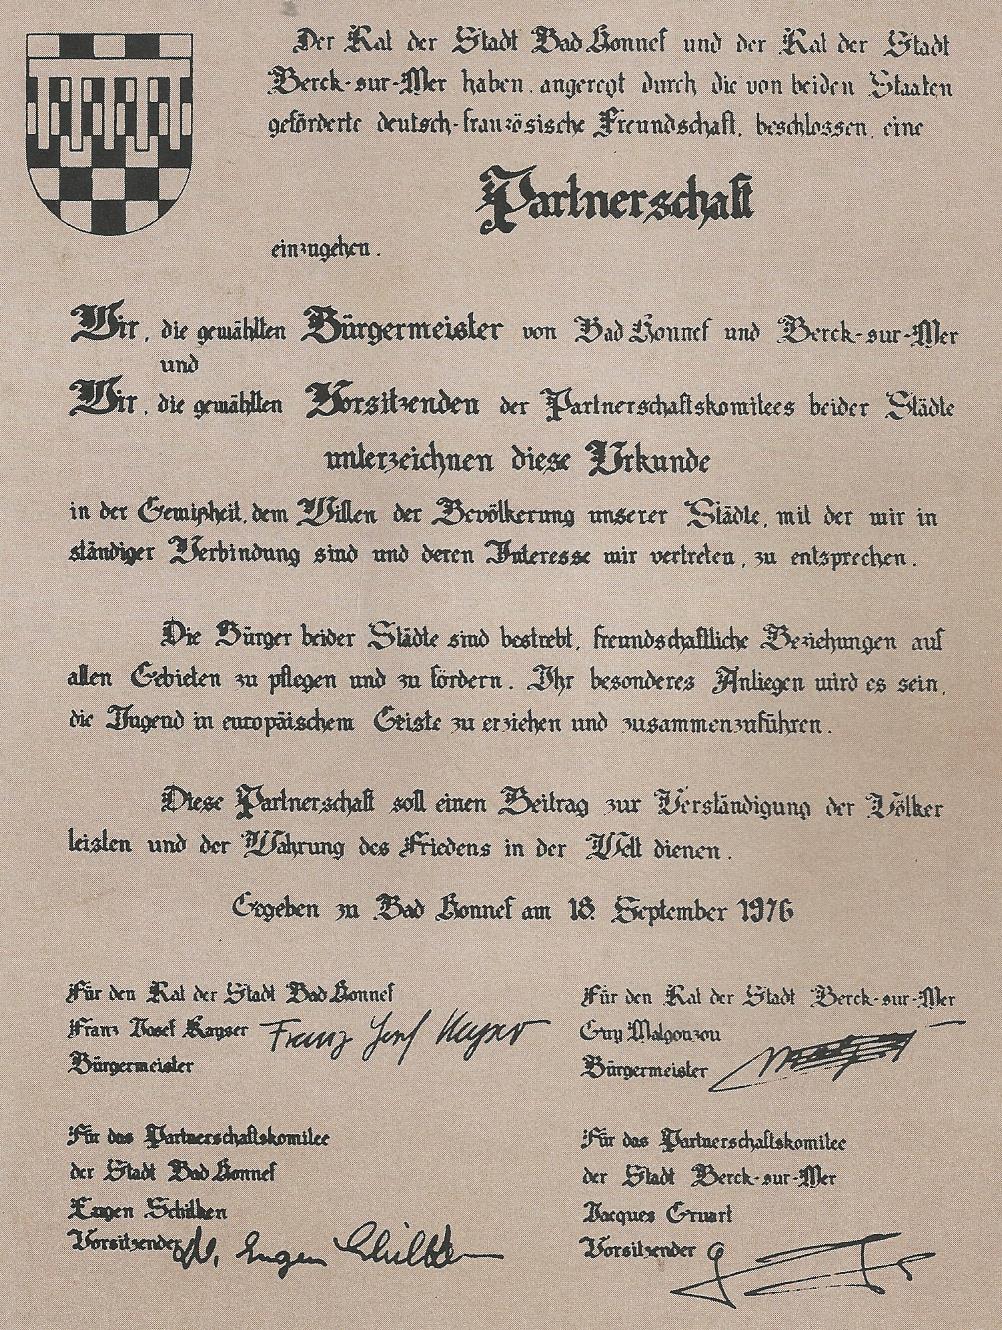 Der Rat der Stadt Bad Honnef und der Rat der Stadt
Berck-sur-Mer haben, angeregt durch die von beiden Staaten
geförderte deutsch-französische Freundschaft, beschlossen, eine
Partnerschaft
einzugehen.
Wir, die gewählten Bürgermeister von Bad Honnef und Berck-sur-Mer
und
Wir, die gewählten Vorsitzenden der Partnerschaftskomitees beider Städte
unterzeichnen diese Urkunde
in der Gewißheit, dem Willen der Bevölkerung unserer Städte, mit der wir in
ständiger Verbindung sind und deren Interesse wir vertreten, zu entsprechen.
Die Bürger beider Städte sind bestrebt, freundschaftliche Beziehungen auf
allen Gebieten zu pflegen und zu fördern. Ihr besonderes Anliegen wird es sein,
die Jugend in europäischem Geiste zu erziehen und zusammenzuführen.
Diese Partnerschaft soll einen Beitrag zur Verständigung der Völker
leisten und der Wahrung des Friedens in der Welt dienen.
Gegeben zu Bad Honnef am 18. September 1976
Für den Rat der Stadt Bad Honnef
Franz Josef Kayser Franz Josef Kayser
Bürgermeister
Für den Rat der Stadt Berck-sur-Mer
Guy Malgouzou
Bürgermeister
Für das Partnerschaftskomitee
der Stadt Bad Honnef
Eugen Schilken
Vorsitzender Eugen Schilken
Für das Partnerschaftskomitee
der Stadt Berck-sur-Mer
Jacques Gruart
Vorsitzender